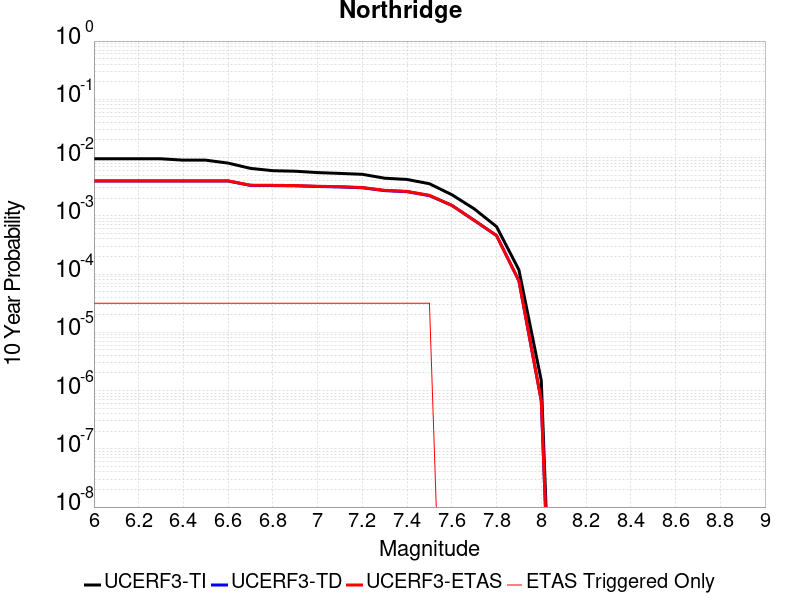 Northridge
10 0
10 -1
10 -2
10 -3
10 -4
10 -5
10 -6
10 -7
10 -8
10 Year Probability
6 6.2 6.4 6.6 6.8 7 7.2 7.4 7.6 7.8 8 8.2 8.4 8.6 8.8 9
Magnitude
UCERF3-TI UCERF3-TD UCERF3-ETAS ETAS Triggered Only